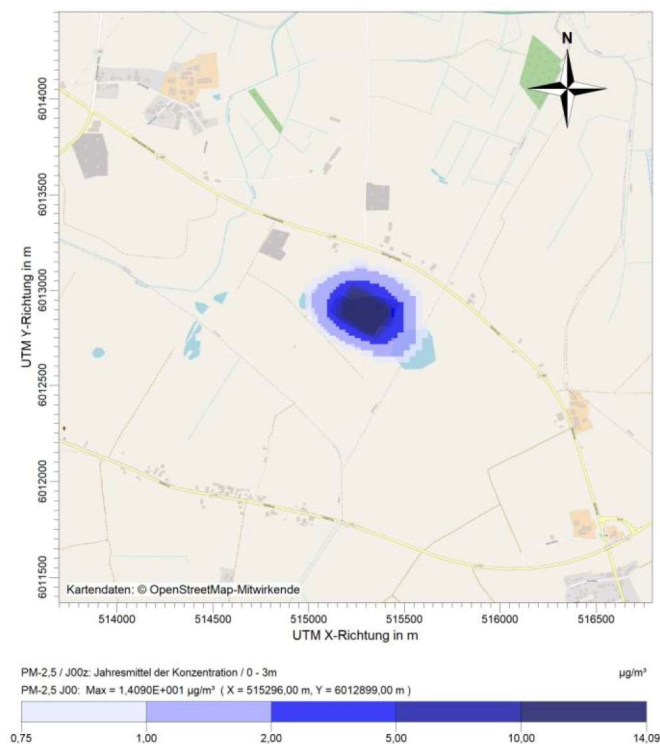 N
6014000
6013500
6013000
6012500
6012000
6011500
UTM Y-Richtung in m
Kartendaten: © OpenStreetMap-Mitwirkende
514000 514500 515000 515500 516000 516500
UTM X-Richtung in m
PM-2,5 / J00z: Jahresmittel der Konzentration / 0 - 3m µg/m³
PM-2,5 J00: Max = 1,4090E+001 µg/m³ ( X = 515296,00 m, Y = 6012899,00 m )
0,75 1,00 2,00 5,00 10,00 14,09